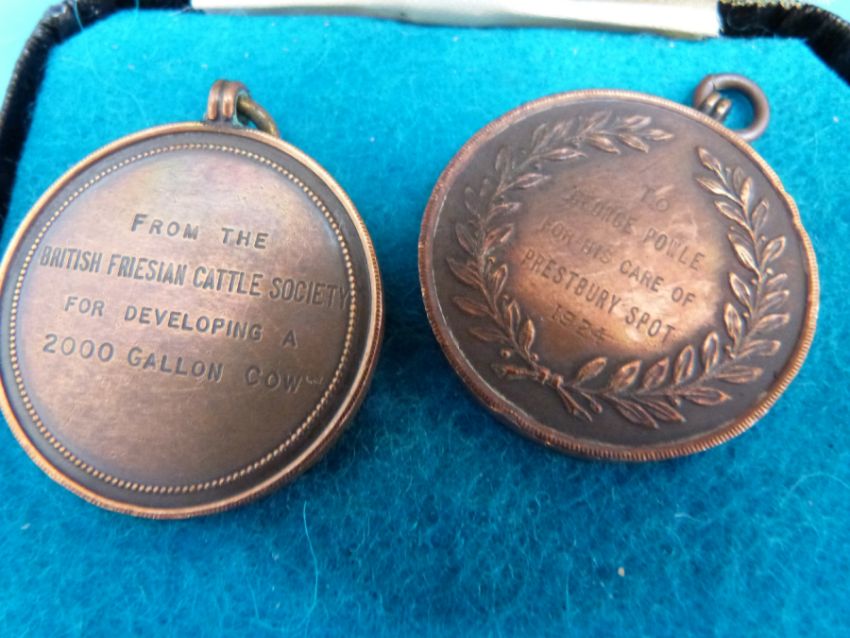 FROM THE
BRITISH FRIESIAN CATTLE SOCIETY
FOR DEVELOPING A
2000 GALLON COW
TO
GEORGE POWLE
FOR HIS CARE OF
PRESTBURY SPOT
1924